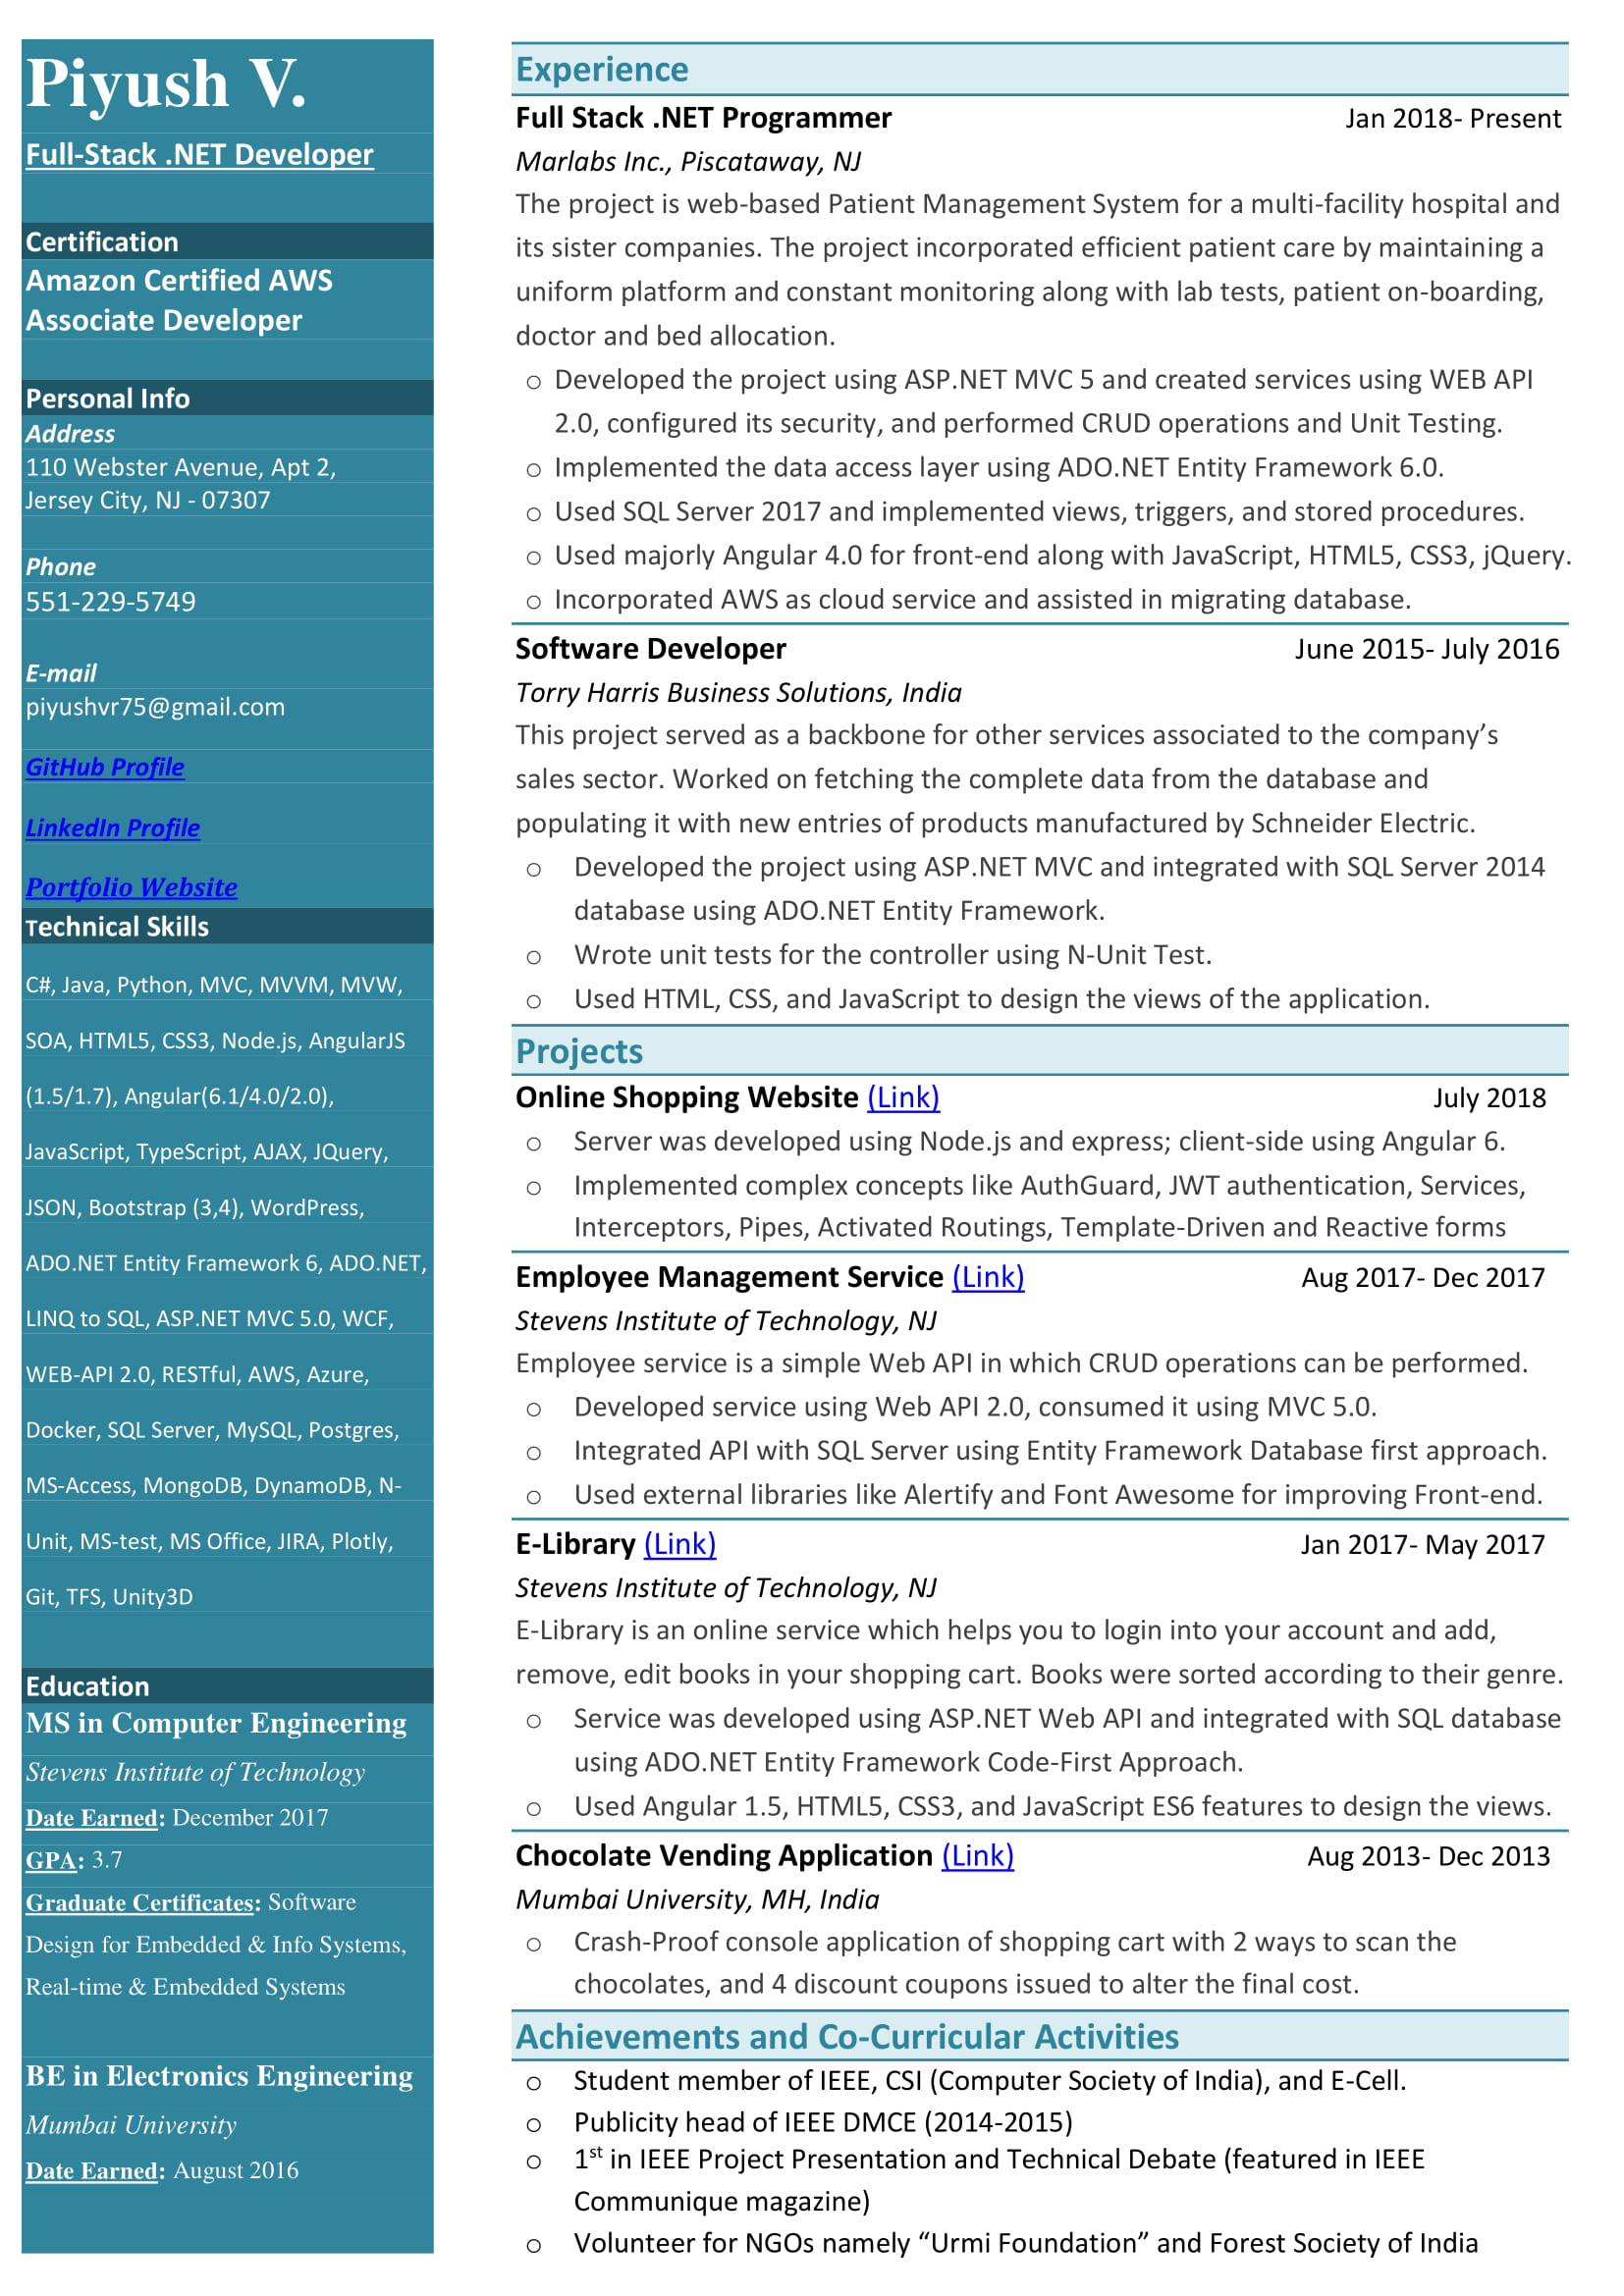 Piyush V.
Full-Stack .NET Developer
Certification
Amazon Certified AWS
Associate Developer
Personal Info
Address
110 Webster Avenue, Apt 2,
Jersey City, NJ - 07307
Phone
551-229-5749
E-mail
piyushvr75@gmail.com
GitHub Profile
LinkedIn Profile
Portfolio Website
Technical Skills
C#, Java, Python, MVC, MVVM, MVW,
SOA, HTML5, CSS3, Node.js, AngularJS
(1.5/1.7), Angular(6.1/4.0/2.0),
JavaScript, TypeScript, AJAX, JQuery,
JSON, Bootstrap (3,4), WordPress,
ADO.NET Entity Framework 6, ADO.NET,
LINQ to SQL, ASP.NET MVC 5.0, WCF,
WEB-API 2.0, RESTful, AWS, Azure,
Docker, SQL Server, MySQL, Postgres,
MS-Access, MongoDB, DynamoDB, N-
Unit, MS-test, MS Office, JIRA, Plotly,
Git, TFS, Unity3D
Education
MS in Computer Engineering
Stevens Institute of Technology
Date Earned: December 2017
GPA: 3.7
Graduate Certificates: Software
Design for Embedded & Info Systems,
Real-time & Embedded Systems
BE in Electronics Engineering
Mumbai University
Date Earned: August 2016
Experience
Full Stack .NET Programmer Jan 2018- Present
Marlabs Inc., Piscataway, NJ
The project is web-based Patient Management System for a multi-facility hospital and
its sister companies. The project incorporated efficient patient care by maintaining a
uniform platform and constant monitoring along with lab tests, patient on-boarding,
doctor and bed allocation.
o Developed the project using ASP.NET MVC 5 and created services using WEB API
2.0, configured its security, and performed CRUD operations and Unit Testing.
o Implemented the data access layer using ADO.NET Entity Framework 6.0.
o Used SQL Server 2017 and implemented views, triggers, and stored procedures.
o Used majorly Angular 4.0 for front-end along with JavaScript, HTML5, CSS3, jQuery.
o Incorporated AWS as cloud service and assisted in migrating database.
Software Developer June 2015- July 2016
Torry Harris Business Solutions, India
This project served as a backbone for other services associated to the company’s
sales sector. Worked on fetching the complete data from the database and
populating it with new entries of products manufactured by Schneider Electric.
o Developed the project using ASP.NET MVC and integrated with SQL Server 2014
database using ADO.NET Entity Framework.
o Wrote unit tests for the controller using N-Unit Test.
o Used HTML, CSS, and JavaScript to design the views of the application.
Projects
Online Shopping Website (Link) July 2018
o Server was developed using Node.js and express; client-side using Angular 6.
o Implemented complex concepts like AuthGuard, JWT authentication, Services,
Interceptors, Pipes, Activated Routings, Template-Driven and Reactive forms
Employee Management Service (Link) Aug 2017- Dec 2017
Stevens Institute of Technology, NJ
Employee service is a simple Web API in which CRUD operations can be performed.
o Developed service using Web API 2.0, consumed it using MVC 5.0.
o Integrated API with SQL Server using Entity Framework Database first approach.
o Used external libraries like Alertify and Font Awesome for improving Front-end.
E-Library (Link) Jan 2017- May 2017
Stevens Institute of Technology, NJ
E-Library is an online service which helps you to login into your account and add,
remove, edit books in your shopping cart. Books were sorted according to their genre.
o Service was developed using ASP.NET Web API and integrated with SQL database
using ADO.NET Entity Framework Code-First Approach.
o Used Angular 1.5, HTML5, CSS3, and JavaScript ES6 features to design the views.
Chocolate Vending Application (Link) Aug 2013- Dec 2013
Mumbai University, MH, India
o Crash-Proof console application of shopping cart with 2 ways to scan the
chocolates, and 4 discount coupons issued to alter the final cost.
Achievements and Co-Curricular Activities
o Student member of IEEE, CSI (Computer Society of India), and E-Cell.
o Publicity head of IEEE DMCE (2014-2015)
o 1st in IEEE Project Presentation and Technical Debate (featured in IEEE
Communique magazine)
o Volunteer for NGOs namely “Urmi Foundation” and Forest Society of India